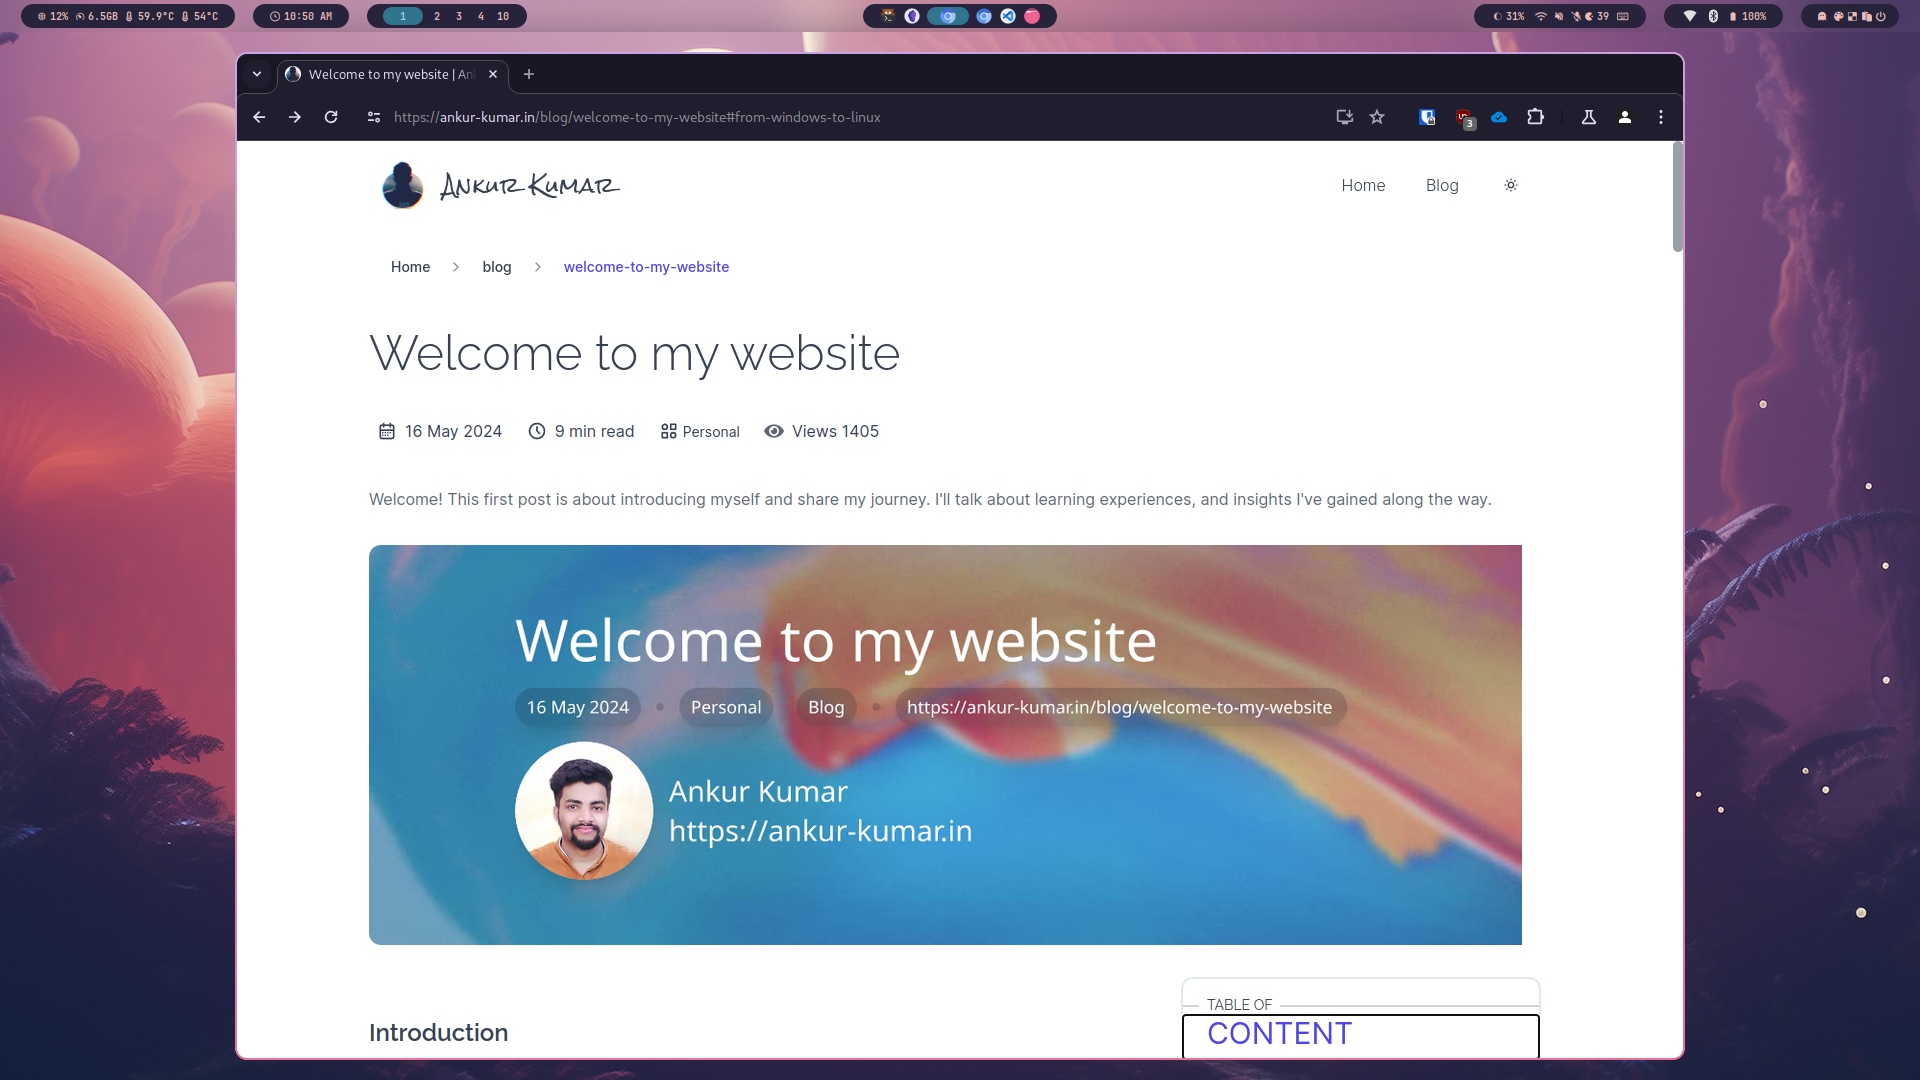 12% 6.5GB 59.9°C 54°C
10:50 AM
1 2 3 4 10
31% 39
100%
Welcome to my website | An
https://ankur-kumar.in/blog/welcome-to-my-website#from-windows-to-linux
3
Ankur Kumar
Home Blog
Home > blog > welcome-to-my-website
Welcome to my website
16 May 2024 9 min read Personal Views 1405
Welcome! This first post is about introducing myself and share my journey. I'll talk about learning experiences, and insights I've gained along the way.
Welcome to my website
16 May 2024 • Personal Blog • https://ankur-kumar.in/blog/welcome-to-my-website
Ankur Kumar
https://ankur-kumar.in
TABLE OF
CONTENT
Introduction